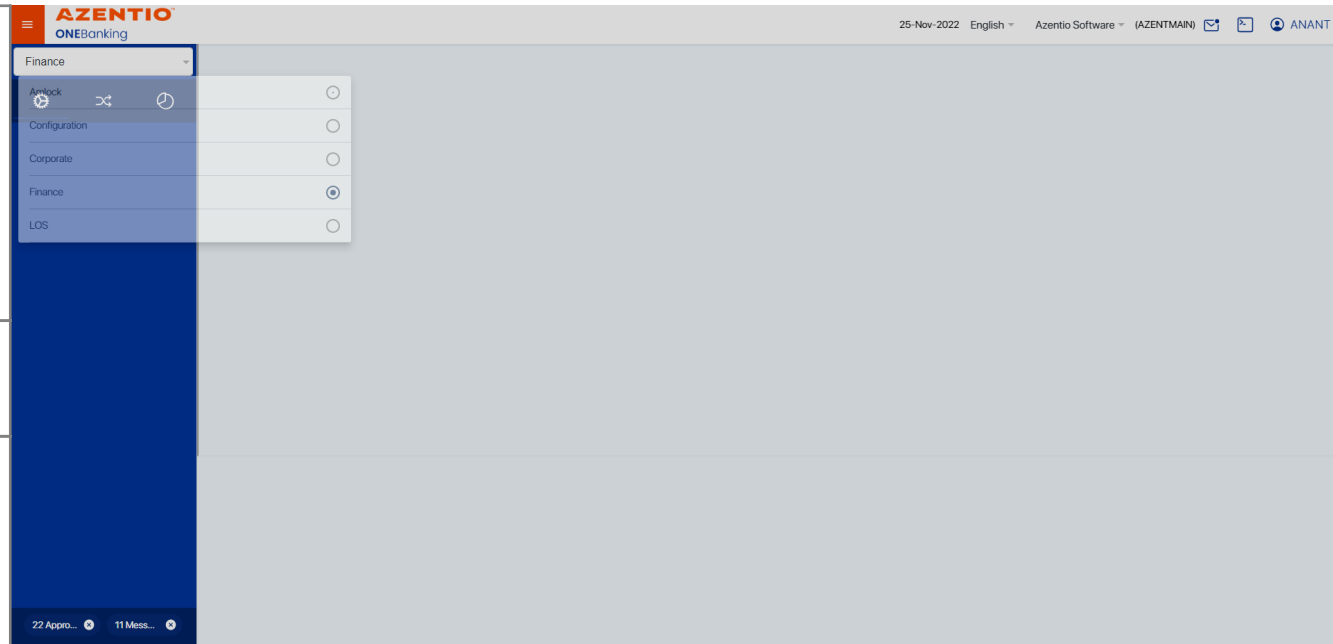 AZENTIO™
ONEBanking
25-Nov-2022 English Azentio Software (AZENTMAIN) ANANT
Finance
Amlock
Configuration
Corporate
Finance
LOS
22 Appro... 11 Mess...